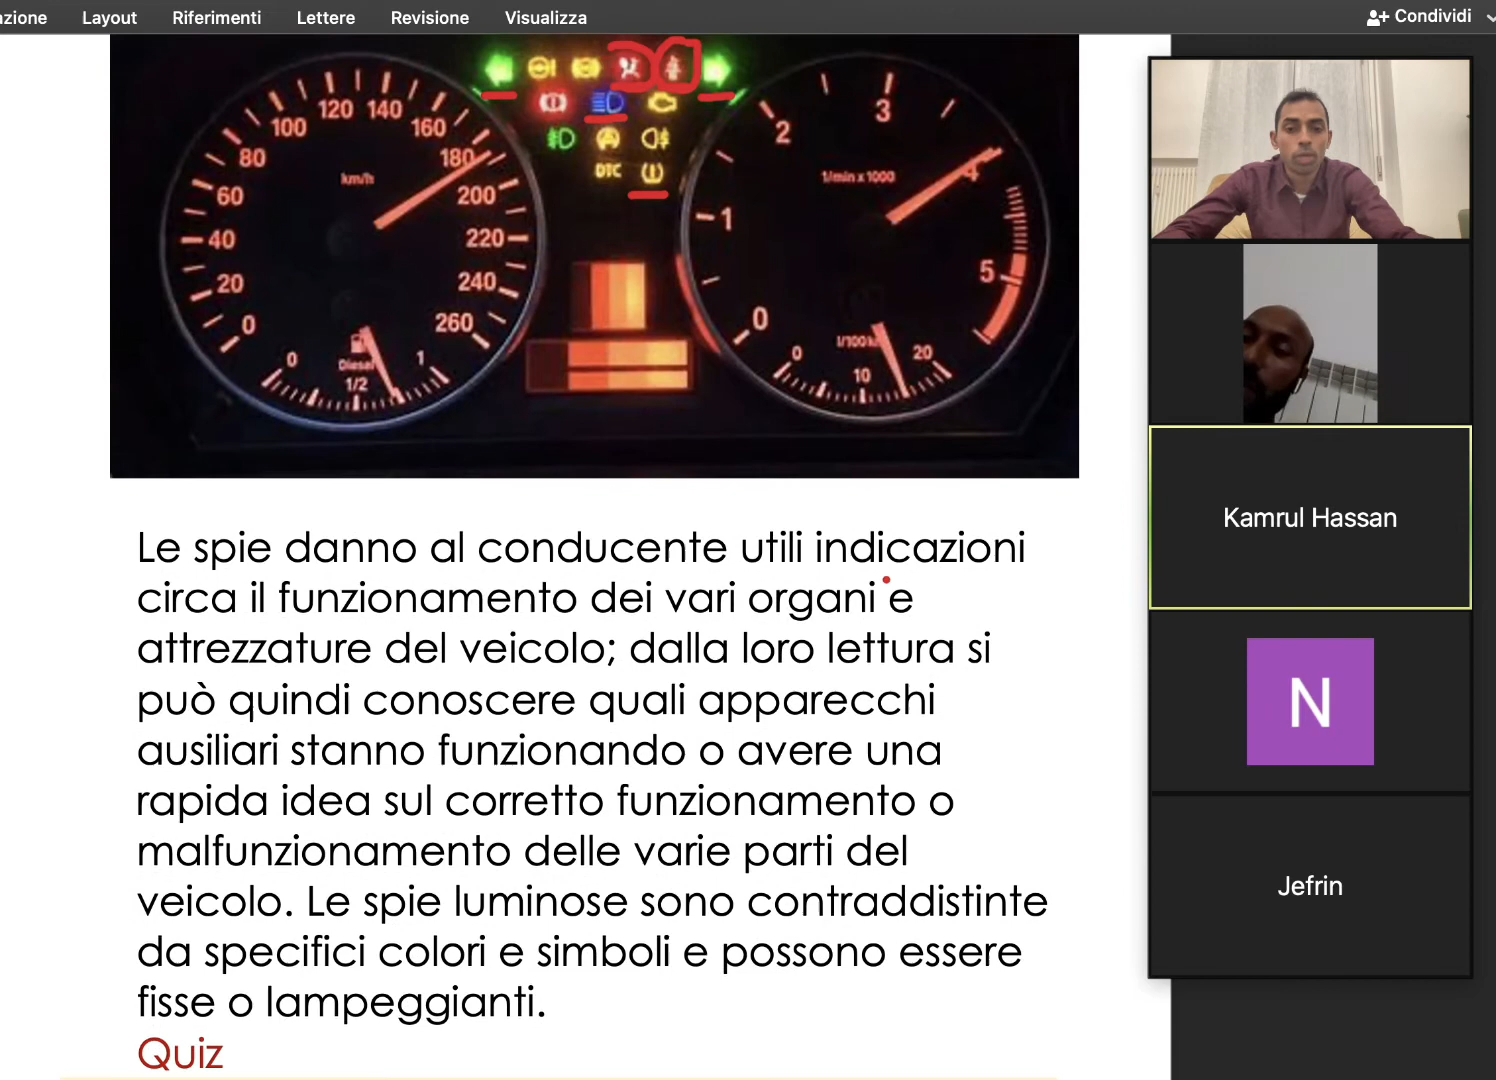 Layout
Riferimenti
Lettere
Revisione
Visualizza
Condividi
0
20
40
60
80
100
120
140
160
180
200
220
240
260
km/h
0
1/2
1
Diesel
DTC
0
1
2
3
4
5
1/min x 1000
0
10
20
Le spie danno al conducente utili indicazioni
circa il funzionamento dei vari organi e
attrezzature del veicolo; dalla loro lettura si
può quindi conoscere quali apparecchi
ausiliari stanno funzionando o avere una
rapida idea sul corretto funzionamento o
malfunzionamento delle varie parti del
veicolo. Le spie luminose sono contraddistinte
da specifici colori e simboli e possono essere
fisse o lampeggianti.
Quiz
Kamrul Hassan
N
Jefrin